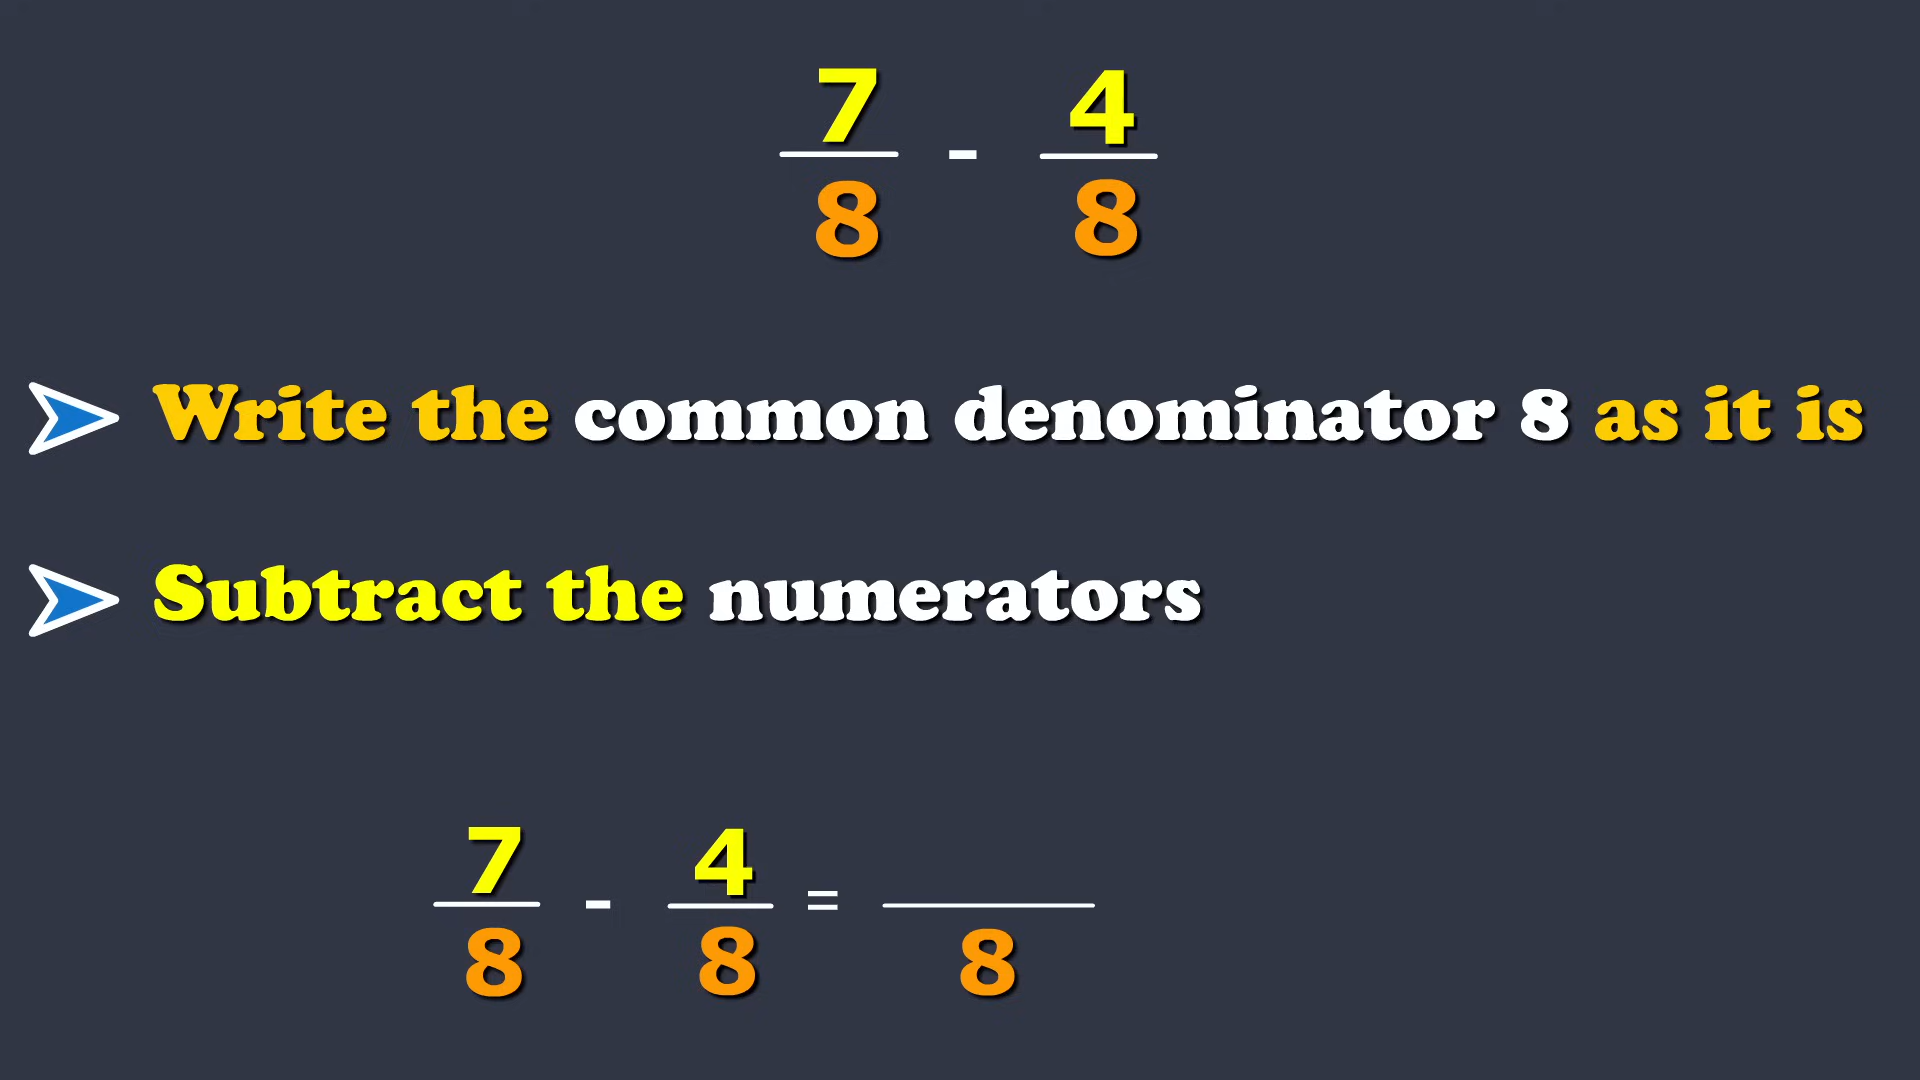 7/8 - 4/8
Write the common denominator 8 as it is
Subtract the numerators
7/8 - 4/8 = /8